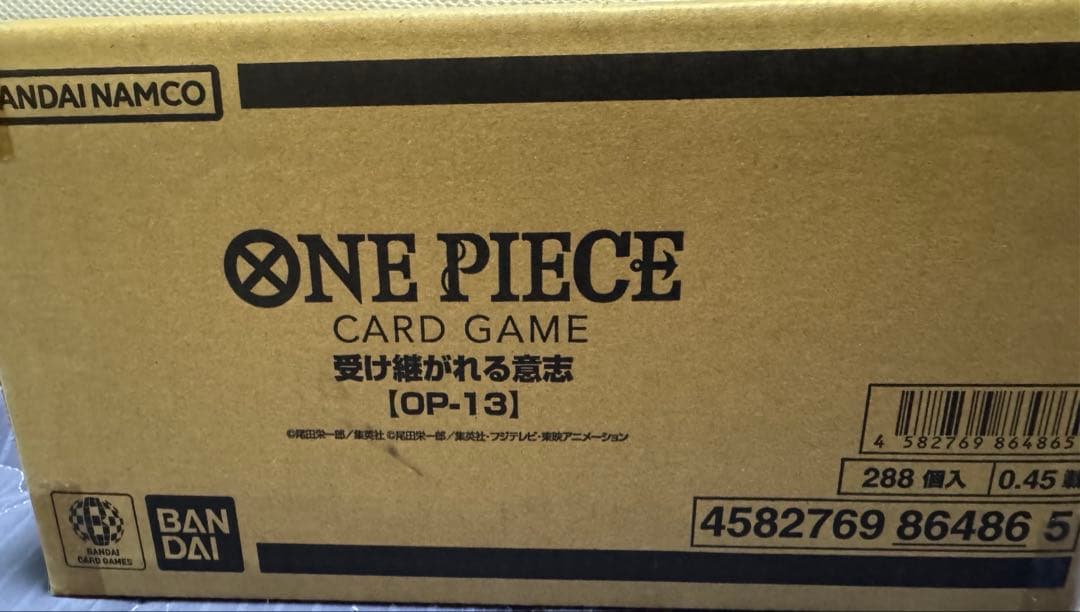 BANDAI NAMCO
ONE PIECE
CARD GAME
受け継がれる意志
【OP-13】
©尾田栄一郎/集英社 ©尾田栄一郎/集英社・フジテレビ・東映アニメーション
4 582769 864865
288 個入 0.45
4582769 86486 5
BANDAI
CARD GAMES
BAN
DAI